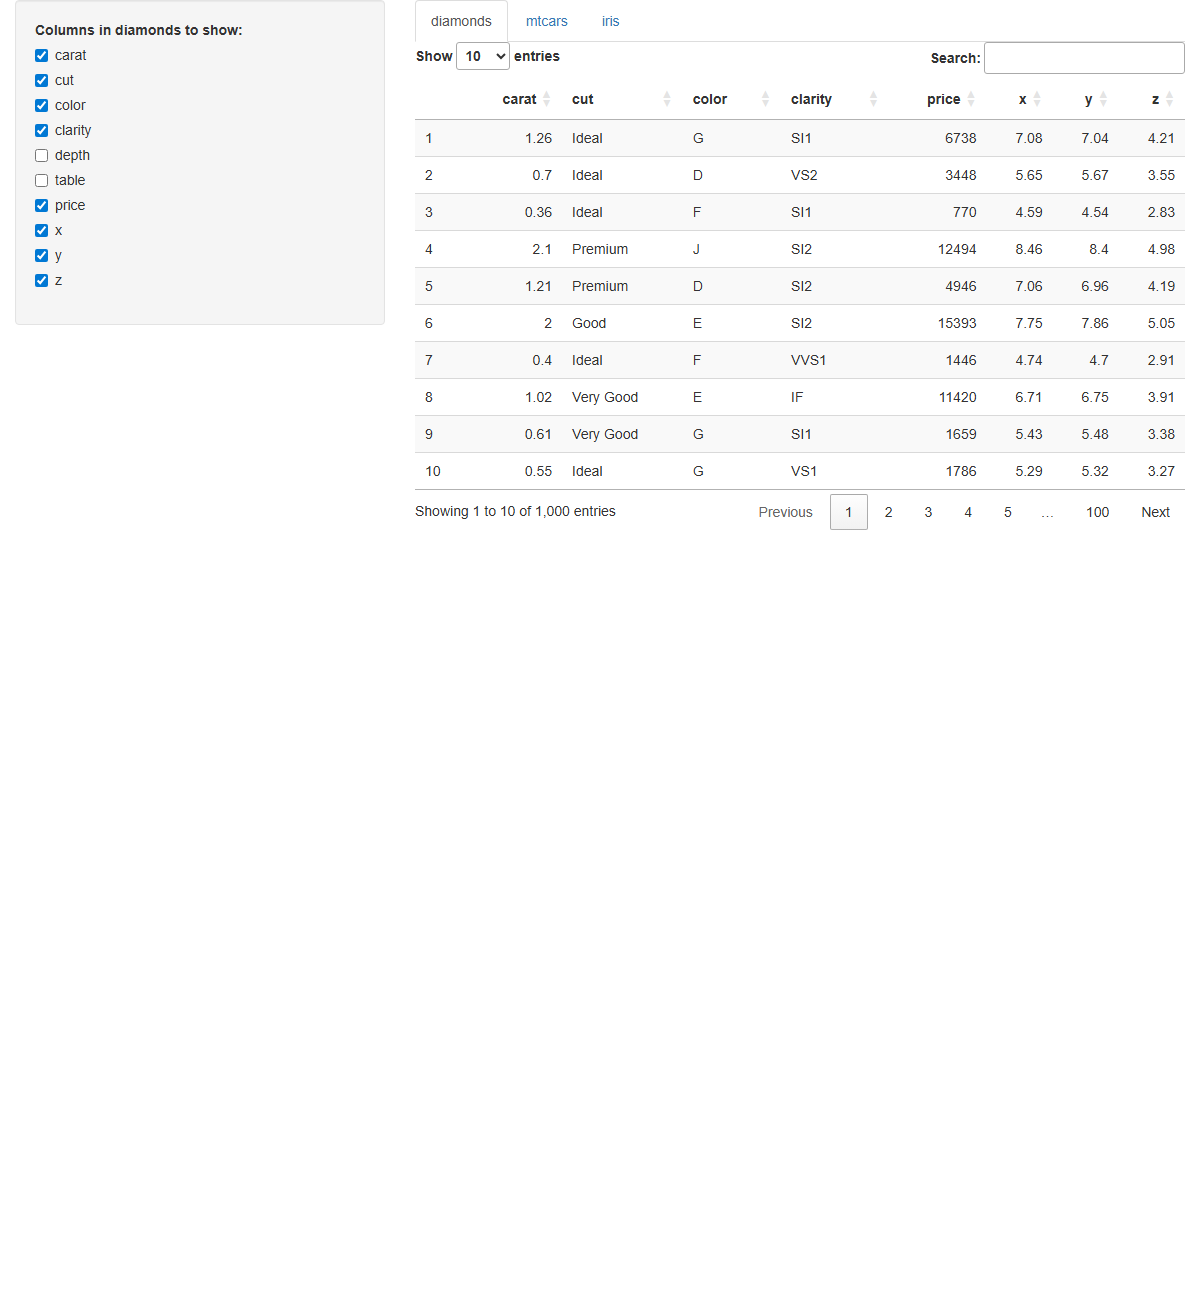 Columns in diamonds to show:
carat
cut
color
clarity
depth
table
price
x
y
z
diamonds mtcars iris
Show 10 entries Search:
carat cut color clarity price x y z
1 1.26 Ideal G SI1 6738 7.08 7.04 4.21
2 0.7 Ideal D VS2 3448 5.65 5.67 3.55
3 0.36 Ideal F SI1 770 4.59 4.54 2.83
4 2.1 Premium J SI2 12494 8.46 8.4 4.98
5 1.21 Premium D SI2 4946 7.06 6.96 4.19
6 2 Good E SI2 15393 7.75 7.86 5.05
7 0.4 Ideal F VVS1 1446 4.74 4.7 2.91
8 1.02 Very Good E IF 11420 6.71 6.75 3.91
9 0.61 Very Good G SI1 1659 5.43 5.48 3.38
10 0.55 Ideal G VS1 1786 5.29 5.32 3.27
Showing 1 to 10 of 1,000 entries Previous 1 2 3 4 5 … 100 Next